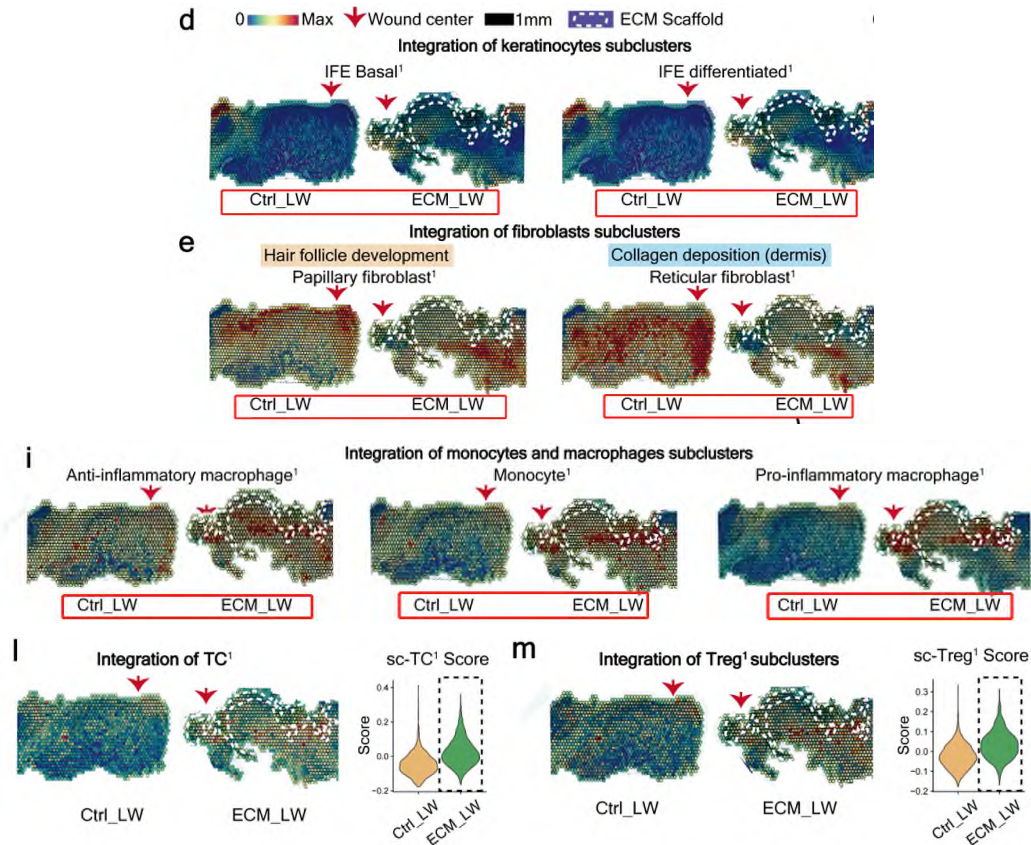 d 0 Max Wound center 1mm ECM Scaffold
Integration of keratinocytes subclusters
IFE Basal¹ IFE differentiated¹
Ctrl_LW ECM_LW Ctrl_LW ECM_LW
e Integration of fibroblasts subclusters
Hair follicle development Collagen deposition (dermis)
Papillary fibroblast¹ Reticular fibroblast¹
Ctrl_LW ECM_LW Ctrl_LW ECM_LW
i Integration of monocytes and macrophages subclusters
Anti-inflammatory macrophage¹ Monocyte¹ Pro-inflammatory macrophage¹
Ctrl_LW ECM_LW Ctrl_LW ECM_LW Ctrl_LW ECM_LW
l Integration of TC¹ sc-TC¹ Score m Integration of Treg¹ subclusters sc-Treg¹ Score
Score
0.4
0.2
0.0
−0.2
Ctrl_LW ECM_LW
Ctrl_LW ECM_LW
Score
0.3
0.2
0.1
0.0
−0.1
−0.2
Ctrl_LW ECM_LW
Ctrl_LW ECM_LW